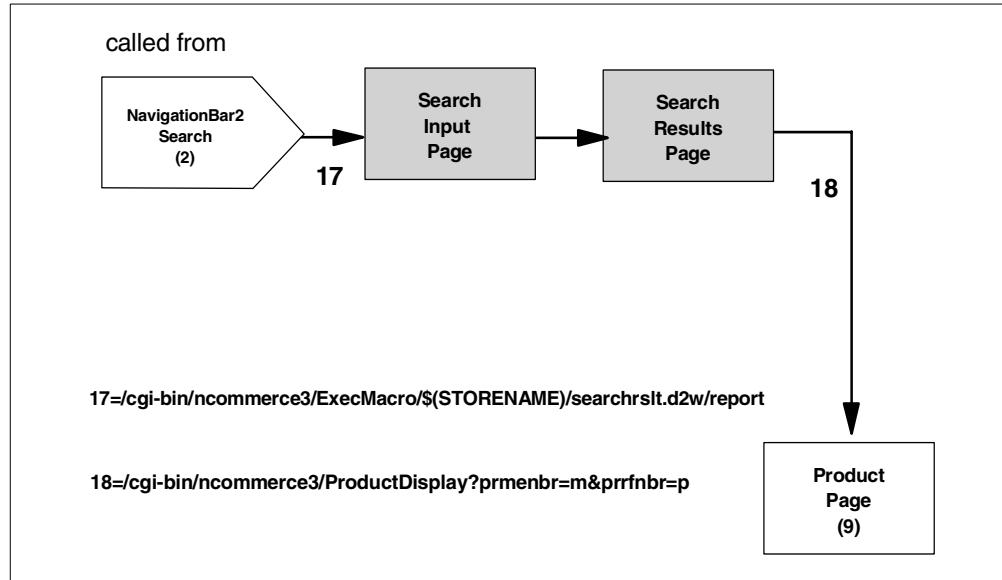 called from
NavigationBar2
Search
(2)
17
Search
Input
Page
Search
Results
Page
18
17=/cgi-bin/ncommerce3/ExecMacro/$(STORENAME)/searchrslt.d2w/report
18=/cgi-bin/ncommerce3/ProductDisplay?prmenbr=m&prrfnbr=p
Product
Page
(9)